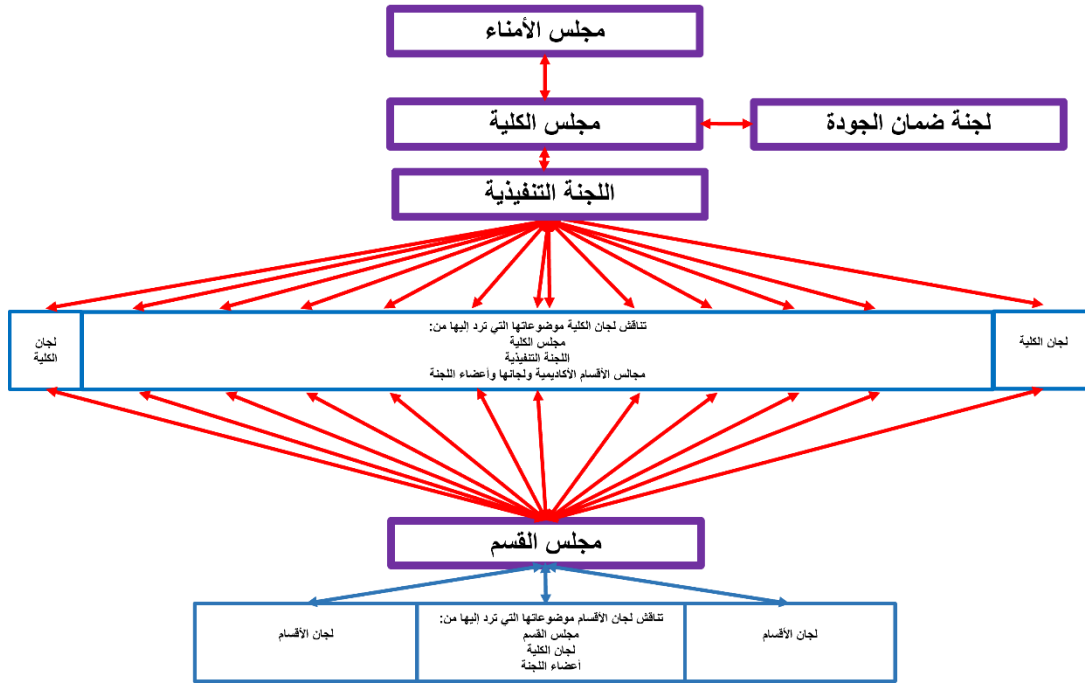 مجلس الأمناء
مجلس الكلية
لجنة ضمان الجودة
اللجنة التنفيذية
لجان الكلية
تناقش لجان الكلية موضوعاتها التي ترد إليها من:
مجلس الكلية
اللجنة التنفيذية
مجالس الأقسام الأكاديمية ولجانها وأعضاء اللجنة
لجان
الكلية
مجلس القسم
لجان الأقسام
تناقش لجان الأقسام موضوعاتها التي ترد إليها من:
مجلس القسم
لجان الكلية
أعضاء اللجنة
لجان الأقسام